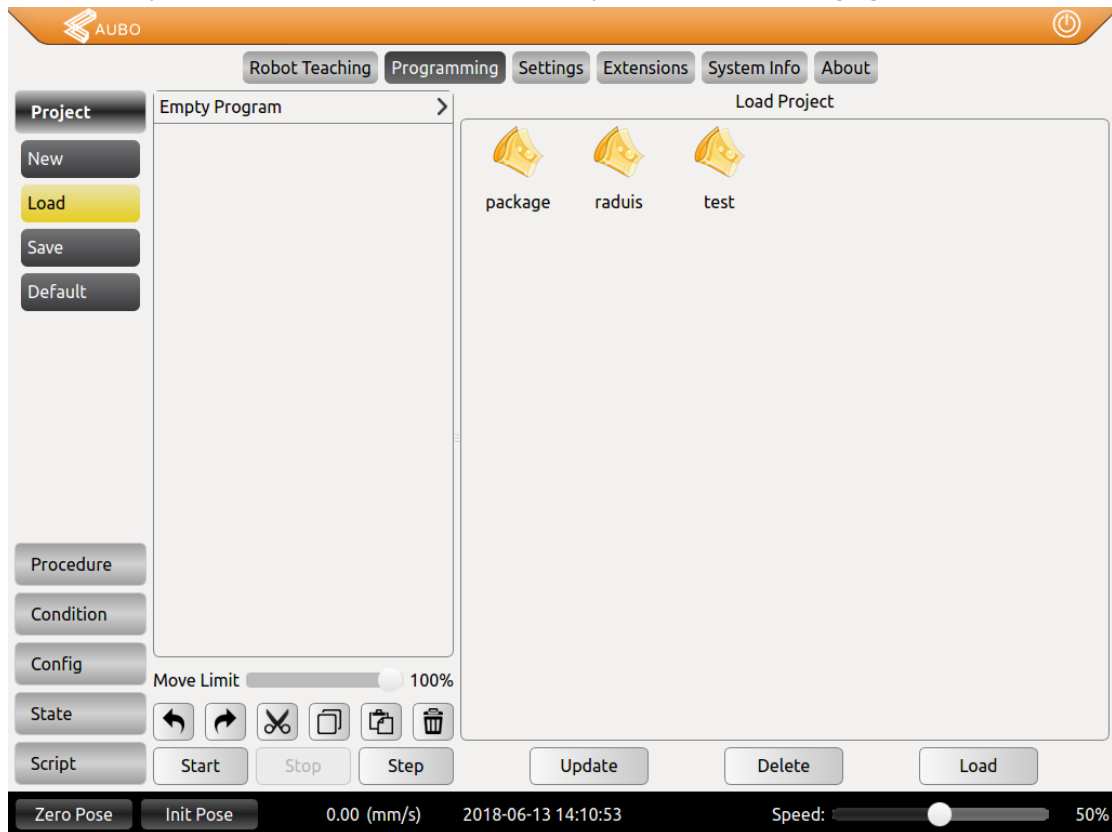 AUBO
Robot Teaching Programming Settings Extensions System Info About
Project
New
Load
Save
Default
Procedure
Condition
Config
State
Script
Empty Program
Move Limit 100%
Start Stop Step
Load Project
package raduis test
Update Delete Load
Zero Pose Init Pose 0.00 (mm/s) 2018-06-13 14:10:53 Speed: 50%